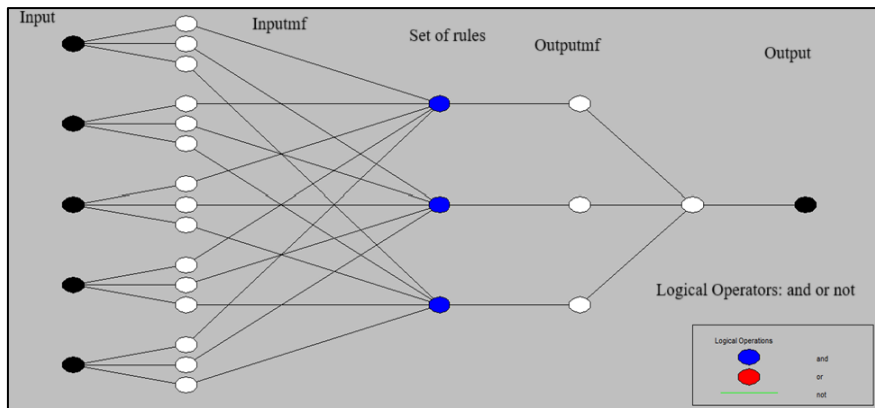 Input
Inputmf
Set of rules
Outputmf
Output
Logical Operators: and or not
Logical Operations
and
or
not